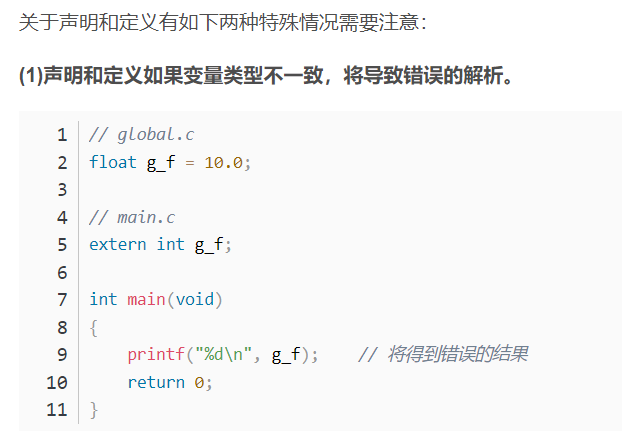 关于声明和定义有如下两种特殊情况需要注意：
(1)声明和定义如果变量类型不一致，将导致错误的解析。
1 // global.c
2 float g_f = 10.0;
3
4 // main.c
5 extern int g_f;
6
7 int main(void)
8 {
9     printf("%d\n", g_f);    // 将得到错误的结果
10     return 0;
11 }